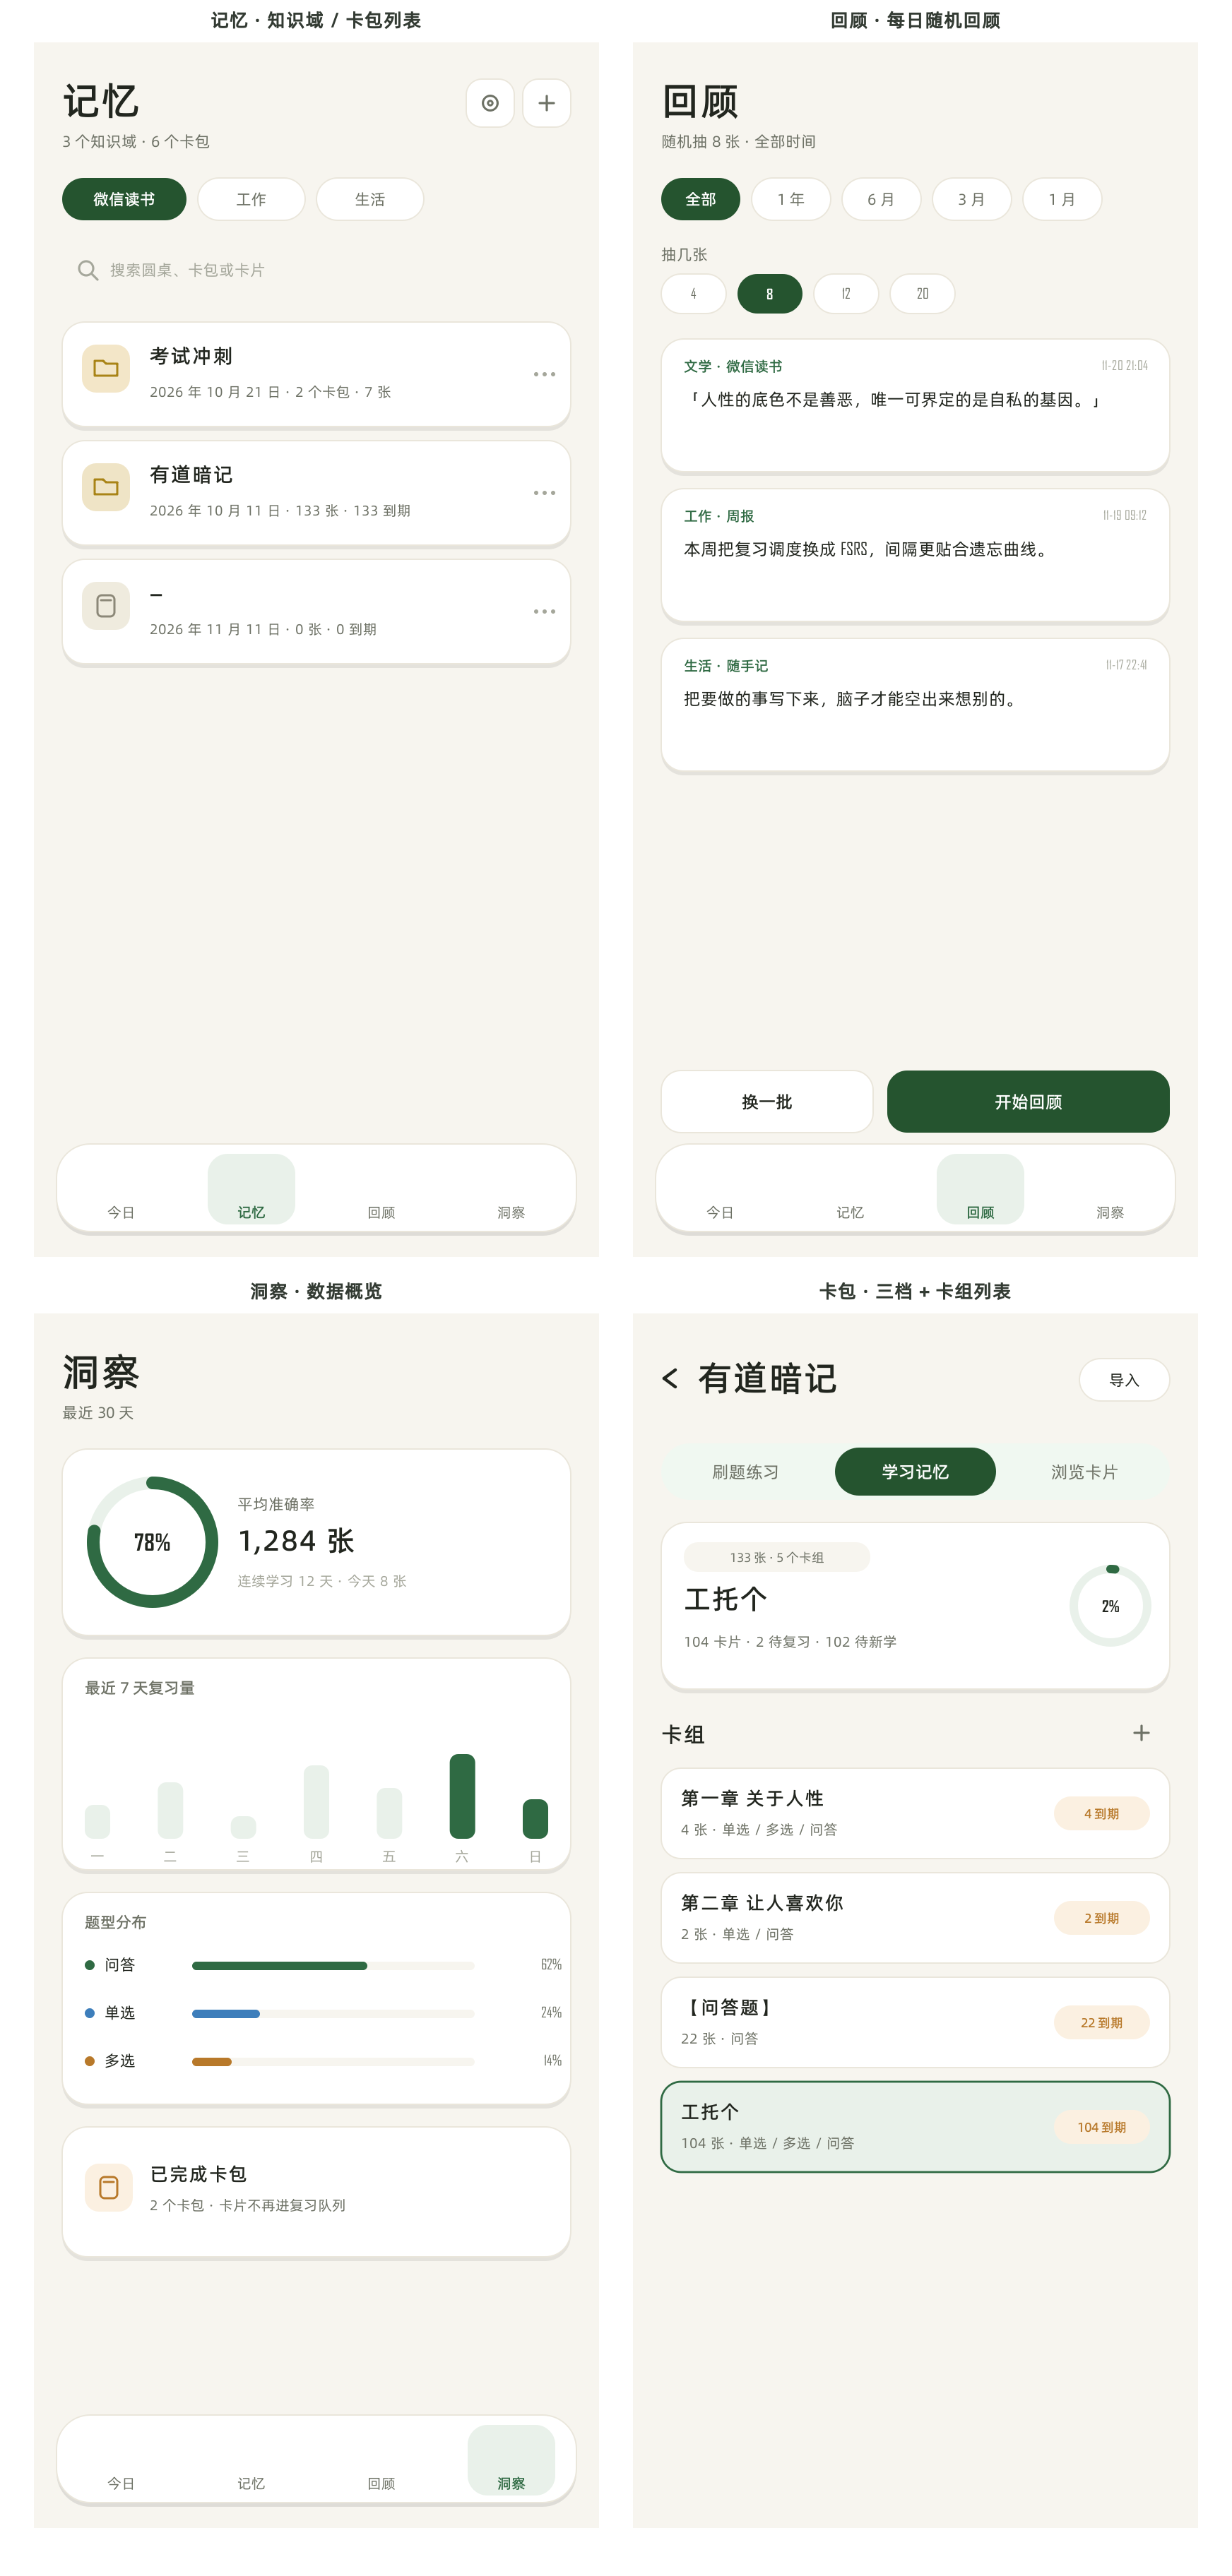 记忆 · 知识域 / 卡包列表
记忆
3 个知识域 · 6 个卡包
微信读书 工作 生活
搜索圆桌、卡包或卡片
考试冲刺
2026 年 10 月 21 日 · 2 个卡包 · 7 张
有道暗记
2026 年 10 月 11 日 · 133 张 · 133 到期
一
2026 年 11 月 11 日 · 0 张 · 0 到期
今日 记忆 回顾 洞察
回顾 · 每日随机回顾
回顾
随机抽 8 张 · 全部时间
全部 1 年 6 月 3 月 1 月
抽几张
4 8 12 20
文学 · 微信读书 11-20 21:04
「人性的底色不是善恶，唯一可界定的是自私的基因。」
工作 · 周报 11-19 09:12
本周把复习调度换成 FSRS，间隔更贴合遗忘曲线。
生活 · 随手记 11-17 22:41
把要做的事写下来，脑子才能空出来想别的。
换一批 开始回顾
今日 记忆 回顾 洞察
洞察 · 数据概览
洞察
最近 30 天
78%
平均准确率
1,284 张
连续学习 12 天 · 今天 8 张
最近 7 天复习量
一 二 三 四 五 六 日
题型分布
问答 62%
单选 24%
多选 14%
已完成卡包
2 个卡包 · 卡片不再进复习队列
今日 记忆 回顾 洞察
卡包 · 三档 + 卡组列表
有道暗记 导入
刷题练习 学习记忆 浏览卡片
133 张 · 5 个卡组
工托个
104 卡片 · 2 待复习 · 102 待新学
2%
卡组
第一章 关于人性
4 张 · 单选 / 多选 / 问答
4 到期
第二章 让人喜欢你
2 张 · 单选 / 问答
2 到期
【问答题】
22 张 · 问答
22 到期
工托个
104 张 · 单选 / 多选 / 问答
104 到期